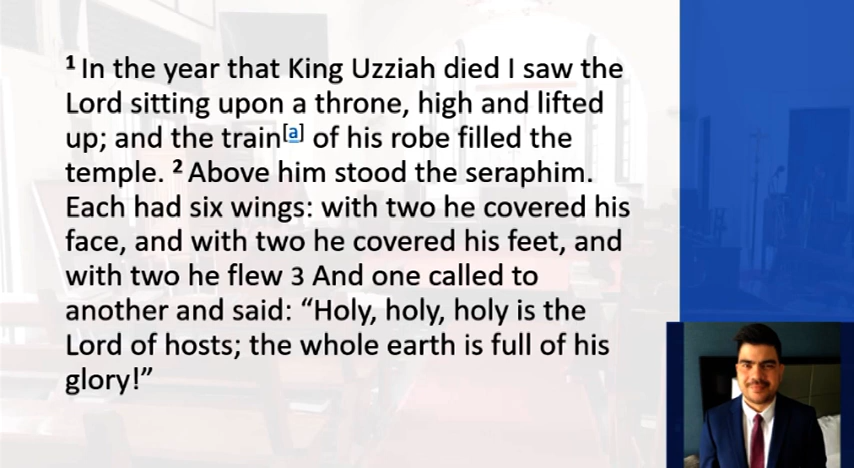 1 In the year that King Uzziah died I saw the
Lord sitting upon a throne, high and lifted
up; and the train[a] of his robe filled the
temple. 2 Above him stood the seraphim.
Each had six wings: with two he covered his
face, and with two he covered his feet, and
with two he flew 3 And one called to
another and said: “Holy, holy, holy is the
Lord of hosts; the whole earth is full of his
glory!”